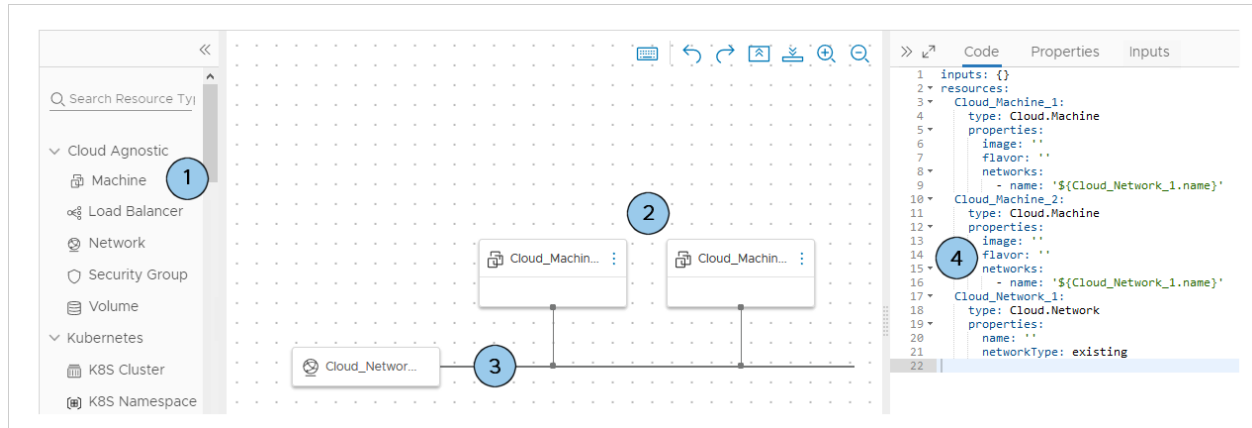 Search Resource Typ
Cloud Agnostic
Machine
Load Balancer
Network
Security Group
Volume
Kubernetes
K8S Cluster
K8S Namespace
1
2
Cloud_Machin...
Cloud_Machin...
Cloud_Networ...
3
Code Properties Inputs
1 inputs: {}
2 resources:
3 Cloud_Machine_1:
4 type: Cloud.Machine
5 properties:
6 image: ''
7 flavor: ''
8 networks:
9 - name: '${Cloud_Network_1.name}'
10 Cloud_Machine_2:
11 type: Cloud.Machine
12 properties:
13 image: ''
14 flavor: ''
15 networks:
16 - name: '${Cloud_Network_1.name}'
17 Cloud_Network_1:
18 type: Cloud.Network
19 properties:
20 name: ''
21 networkType: existing
22
4